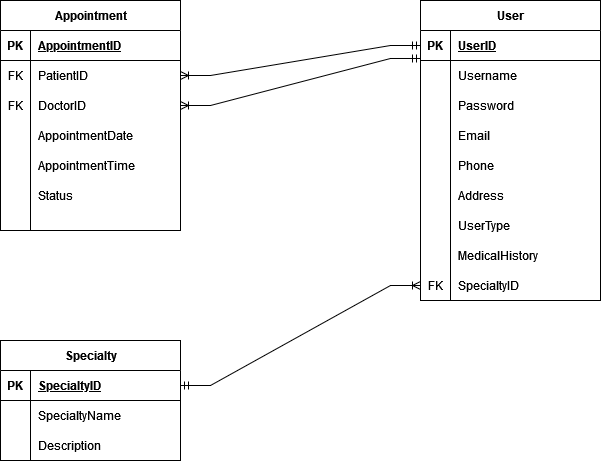 Appointment
PK AppointmentID
FK PatientID
FK DoctorID
AppointmentDate
AppointmentTime
Status
User
PK UserID
Username
Password
Email
Phone
Address
UserType
MedicalHistory
FK SpecialtyID
Specialty
PK SpecialtyID
SpecialtyName
Description